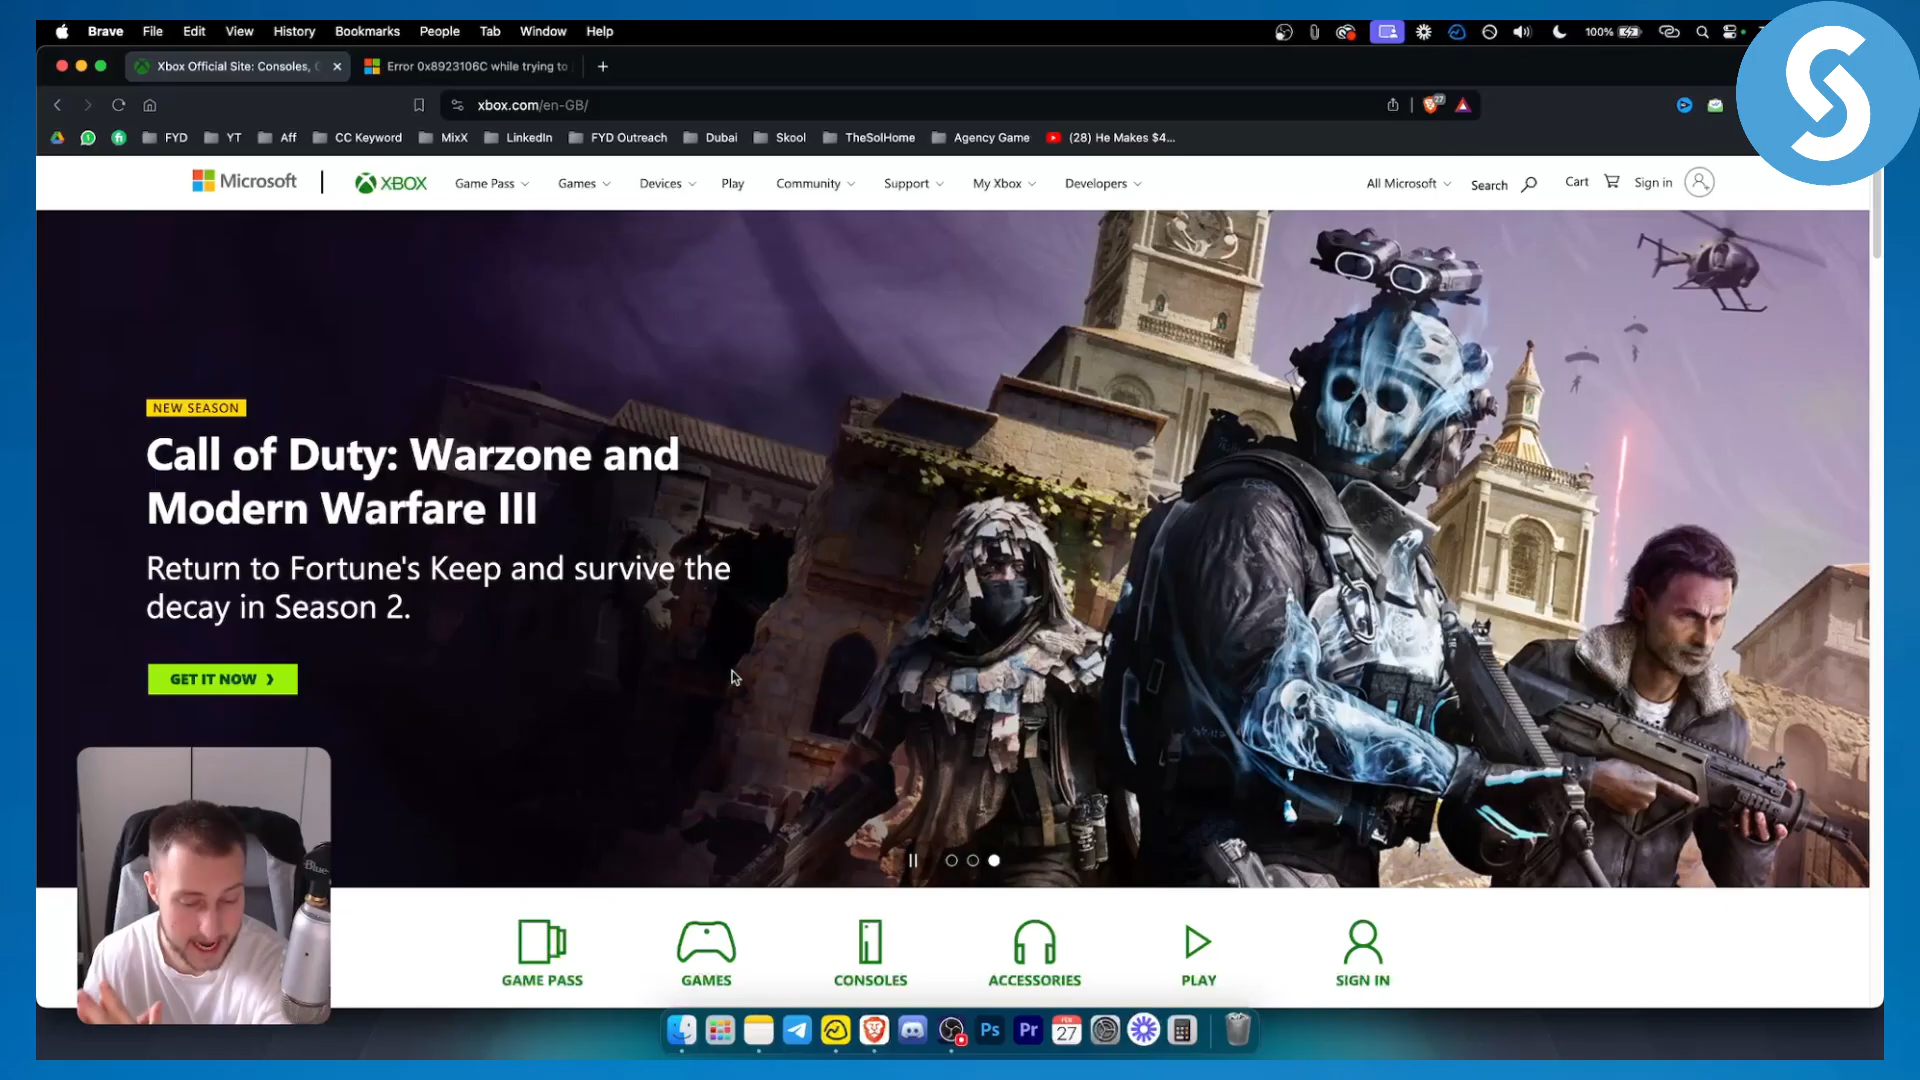 Brave File Edit View History Bookmarks People Tab Window Help 100%
Xbox Official Site: Consoles, Error 0x8923106C while trying to
xbox.com/en-GB/ 27
FYD YT Aff CC Keyword MixX LinkedIn FYD Outreach Dubai Skool TheSolHome Agency Game (28) He Makes $4...
Microsoft XBOX Game Pass Games Devices Play Community Support My Xbox Developers All Microsoft Search Cart Sign in
NEW SEASON
Call of Duty: Warzone and
Modern Warfare III
Return to Fortune's Keep and survive the
decay in Season 2.
GET IT NOW
Blue
GAME PASS GAMES CONSOLES ACCESSORIES PLAY SIGN IN
Ps Pr FEB 27